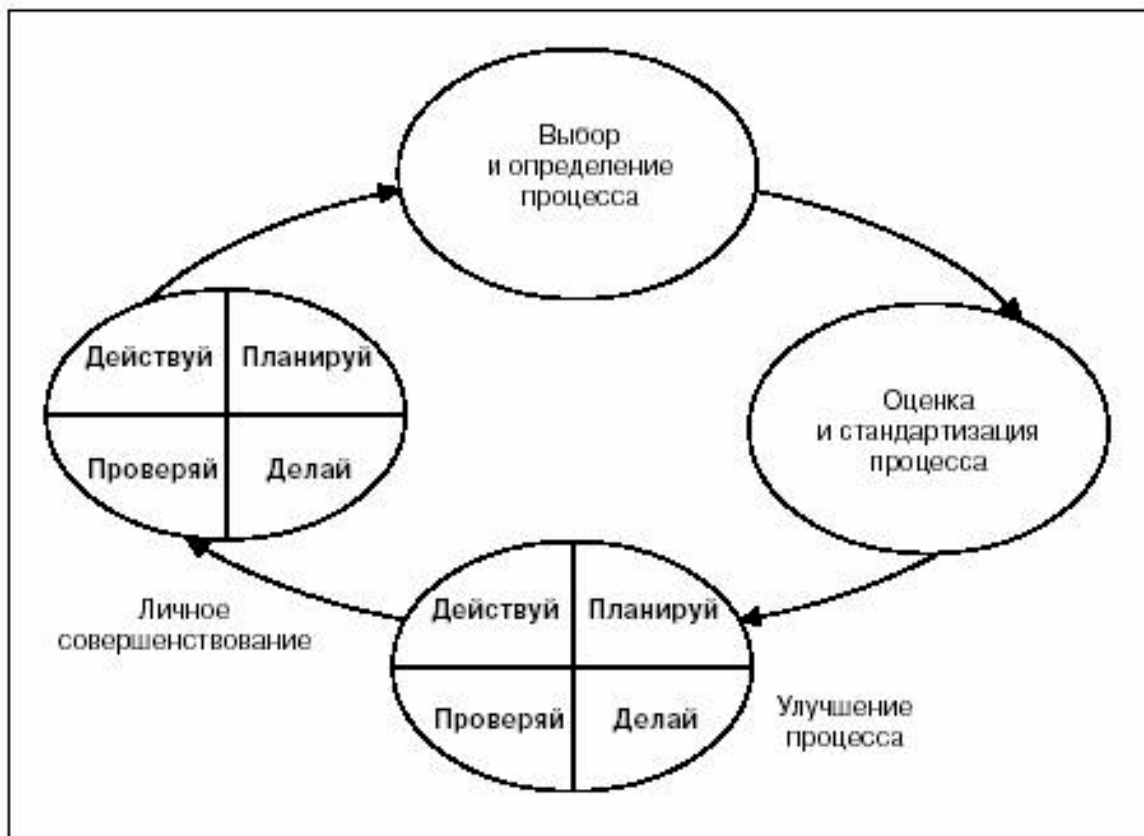 Выбор
и определение
процесса
Действуй Планируй
Проверяй Делай
Оценка
и стандартизация
процесса
Личное
совершенствование
Действуй Планируй
Проверяй Делай
Улучшение
процесса